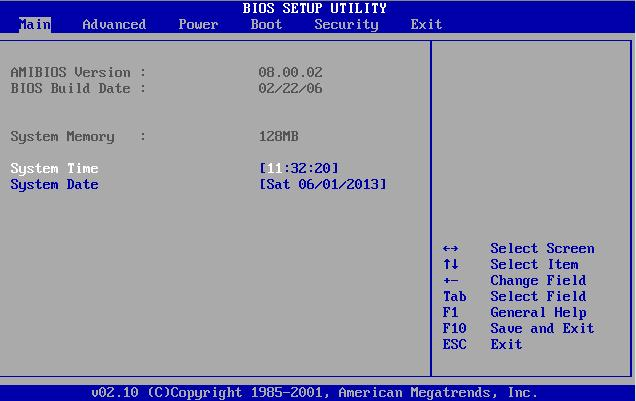 BIOS SETUP UTILITY
Main Advanced Power Boot Security Exit
AMIBIOS Version : 08.00.02
BIOS Build Date : 02/22/06
System Memory : 128MB
System Time [11:32:20]
System Date [Sat 06/01/2013]
↔ Select Screen
↑↓ Select Item
+- Change Field
Tab Select Field
F1 General Help
F10 Save and Exit
ESC Exit
v02.10 (C)Copyright 1985-2001, American Megatrends, Inc.